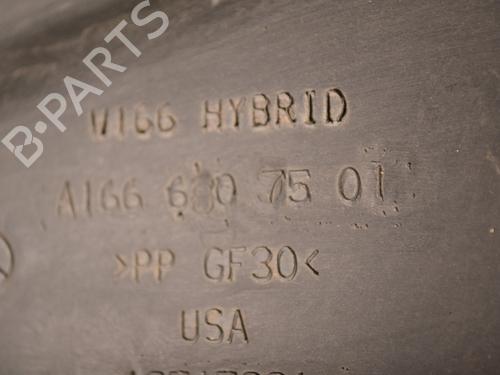 B-PARTS
W166 HYBRID
A166 680 75 01
>PP GF30<
USA